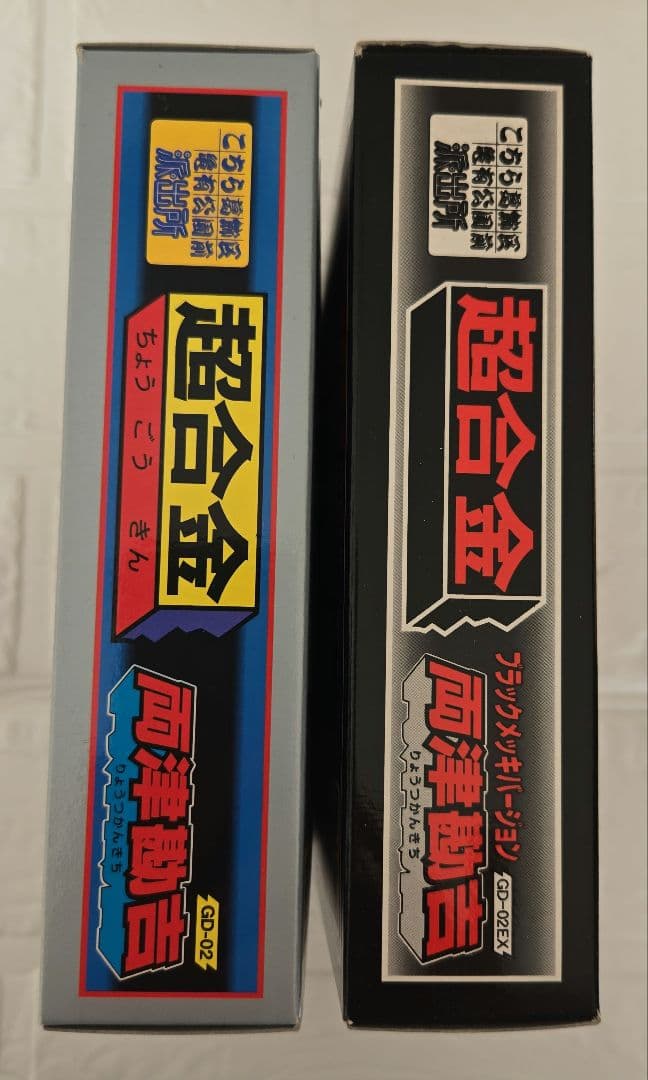 こちら葛飾区
亀有公園前
派出所
超合金
ちょうごうきん
両津勘吉
りょうつかんきち
GD-02
こちら葛飾区
亀有公園前
派出所
超合金
ブラックメッキバージョン
両津勘吉
りょうつかんきち
GD-02EX